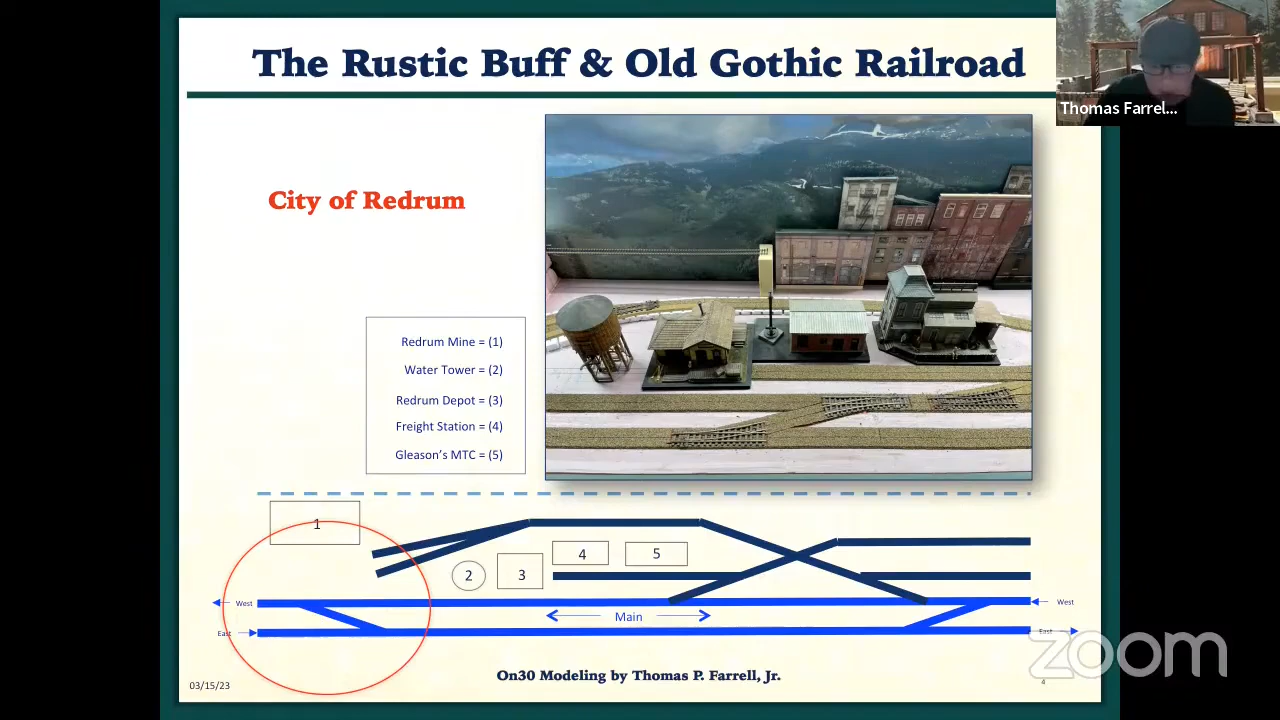 The Rustic Buff & Old Gothic Railroad
Thomas Farrel...
City of Redrum
Redrum Mine = (1)
Water Tower = (2)
Redrum Depot = (3)
Freight Station = (4)
Gleason's MTC = (5)
1
4
5
2
3
West
West
Main
East
East
On30 Modeling by Thomas P. Farrell, Jr.
03/15/23
4
zoom